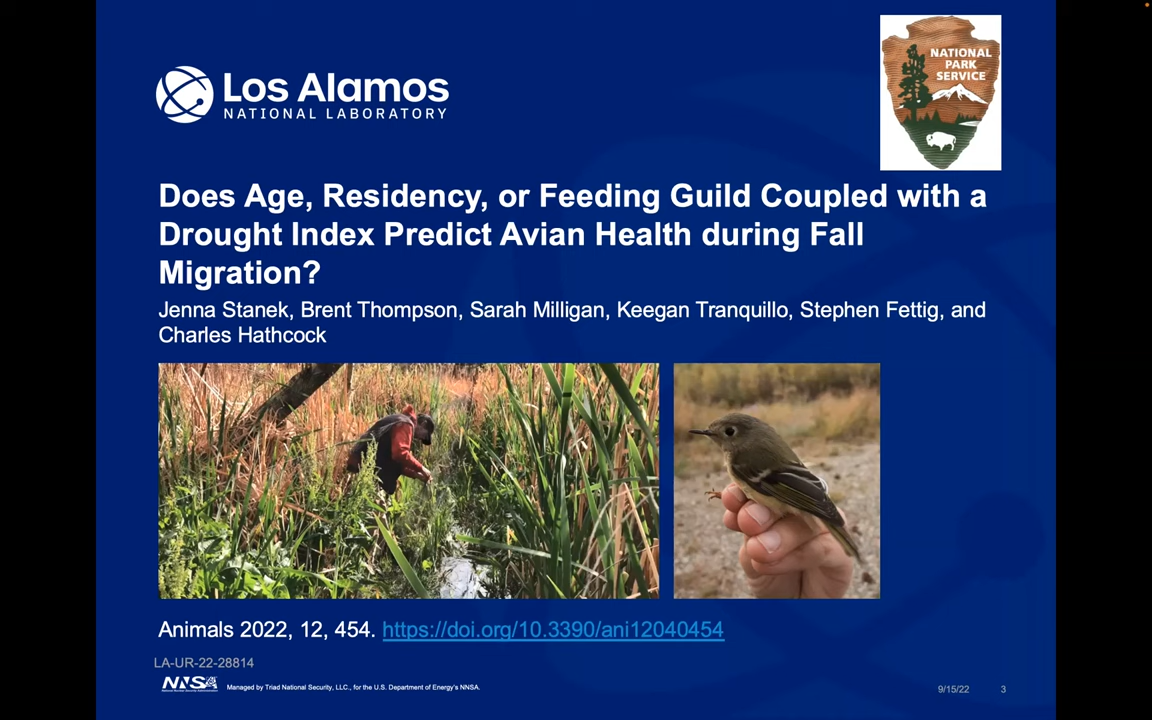 Los Alamos
NATIONAL LABORATORY
NATIONAL
PARK
SERVICE
Does Age, Residency, or Feeding Guild Coupled with a
Drought Index Predict Avian Health during Fall
Migration?
Jenna Stanek, Brent Thompson, Sarah Milligan, Keegan Tranquillo, Stephen Fettig, and
Charles Hathcock
Animals 2022, 12, 454. https://doi.org/10.3390/ani12040454
LA-UR-22-28814
NNSA
Managed by Triad National Security, LLC., for the U.S. Department of Energy's NNSA.
9/15/22 3